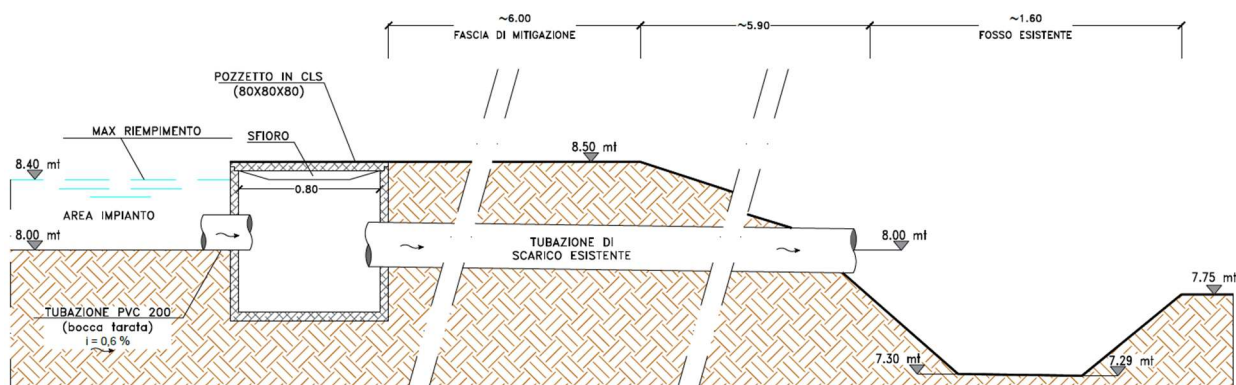 ~6.00
FASCIA DI MITIGAZIONE
~5.90
~1.60
FOSSO ESISTENTE
POZZETTO IN CLS
(80X80X80)
MAX RIEMPIMENTO
SFIORO
8.40 mt
8.50 mt
0.80
AREA IMPIANTO
8.00 mt
TUBAZIONE DI
SCARICO ESISTENTE
8.00 mt
7.75 mt
TUBAZIONE PVC 200
(bocca tarata)
i = 0,6 %
7.30 mt
7.29 mt